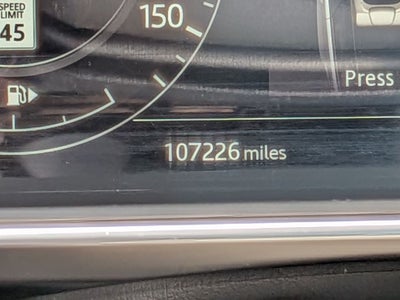 SPEED
LIMIT
45
150
Press
107226 miles